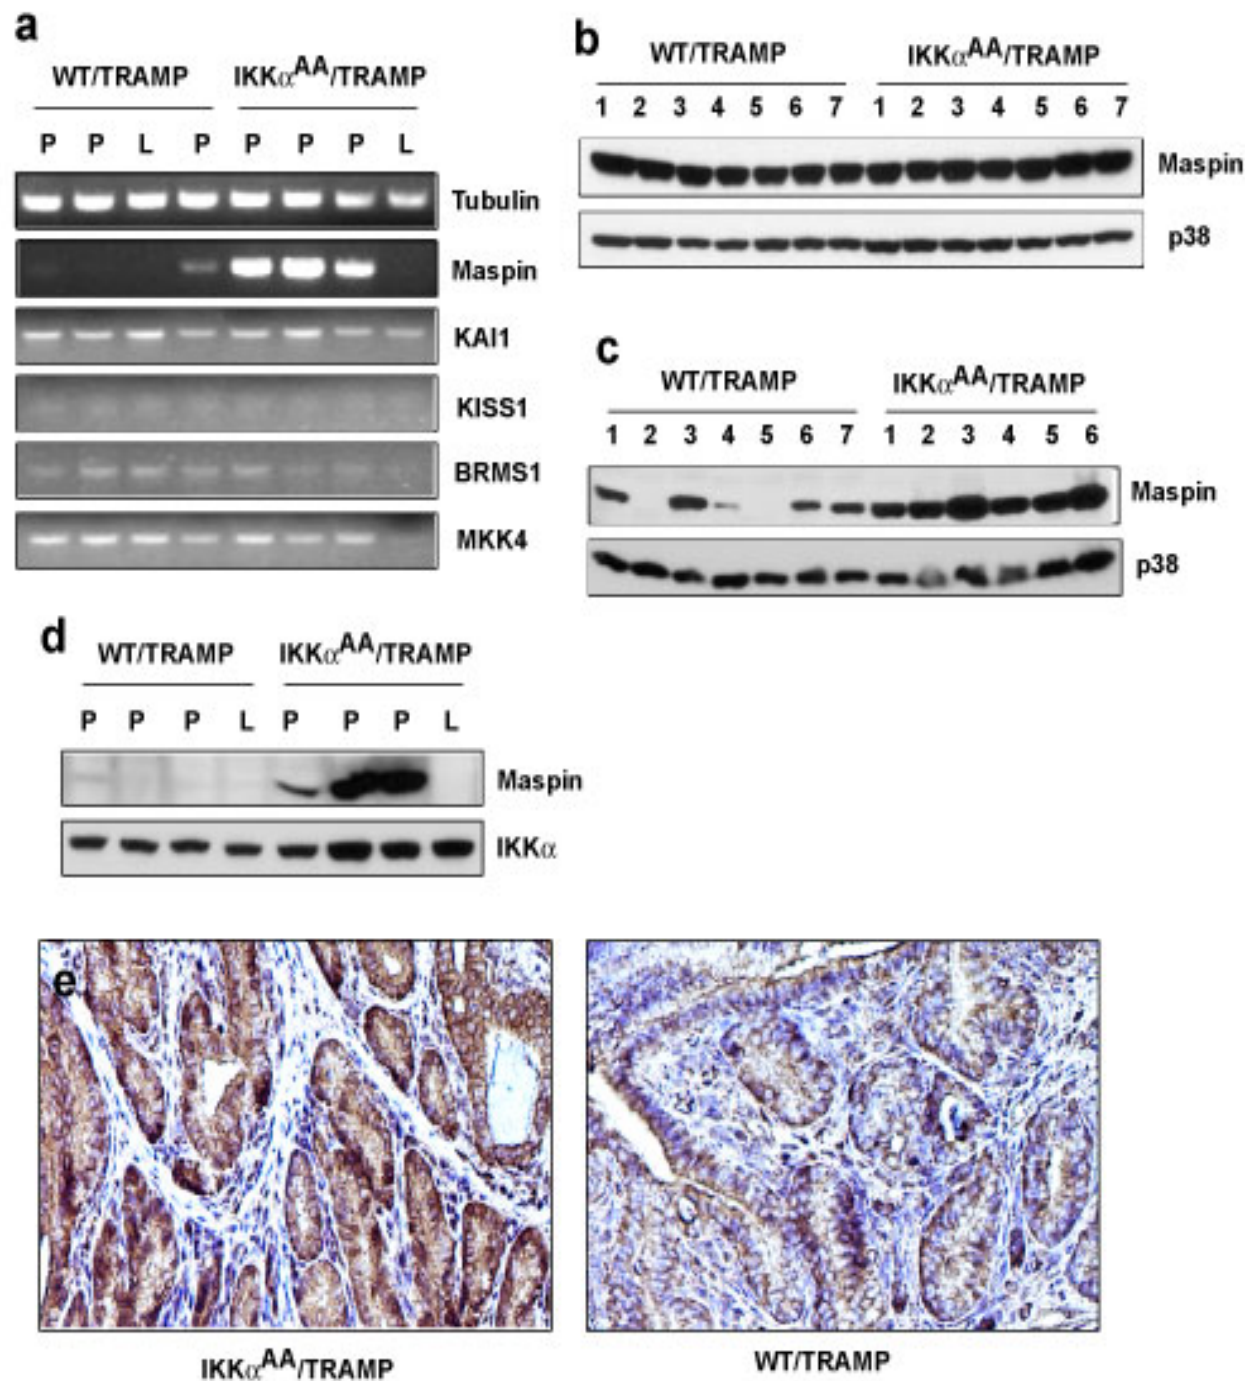 a
WT/TRAMP IKKα^AA/TRAMP
P P L P P P P L
Tubulin
Maspin
KAI1
KISS1
BRMS1
MKK4
b
WT/TRAMP IKKα^AA/TRAMP
1 2 3 4 5 6 7 1 2 3 4 5 6 7
Maspin
p38
c
WT/TRAMP IKKα^AA/TRAMP
1 2 3 4 5 6 7 1 2 3 4 5 6
Maspin
p38
d
WT/TRAMP IKKα^AA/TRAMP
P P P L P P P L
Maspin
IKKα
e
IKKα^AA/TRAMP
WT/TRAMP